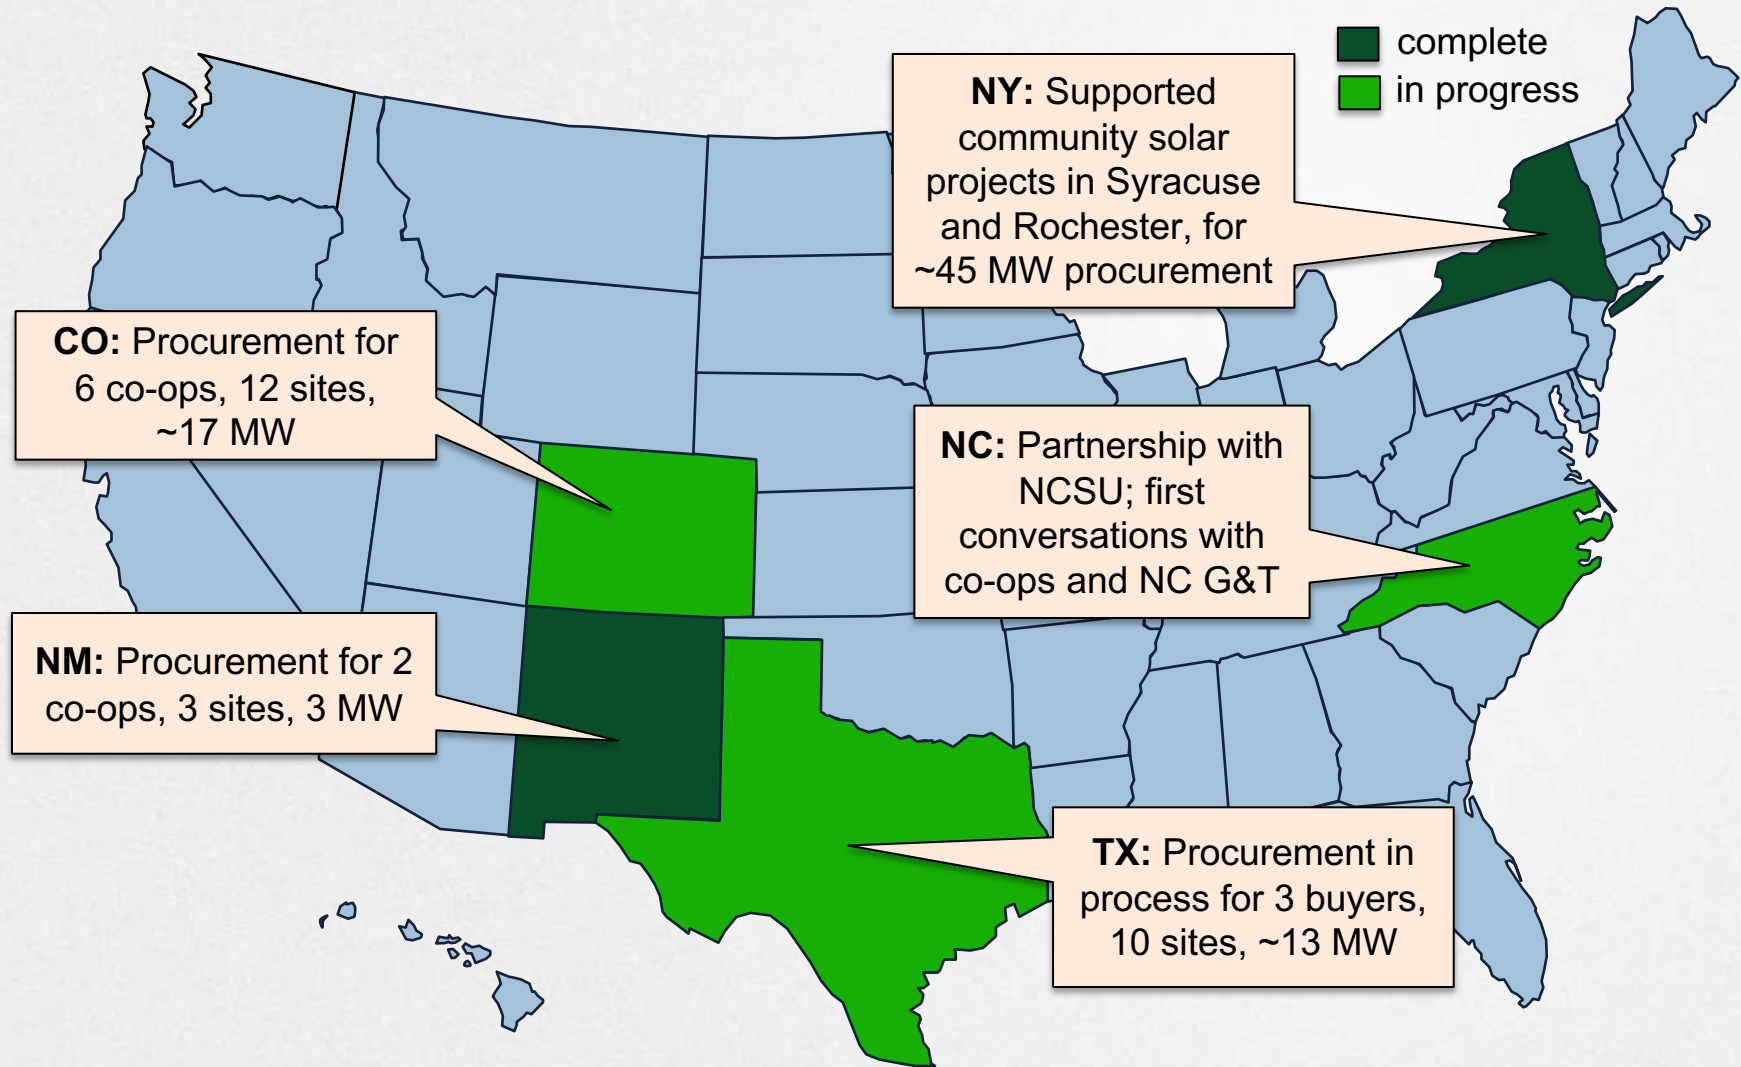 complete
in progress
NY: Supported
community solar
projects in Syracuse
and Rochester, for
~45 MW procurement
CO: Procurement for
6 co-ops, 12 sites,
~17 MW
NC: Partnership with
NCSU; first
conversations with
co-ops and NC G&T
NM: Procurement for 2
co-ops, 3 sites, 3 MW
TX: Procurement in
process for 3 buyers,
10 sites, ~13 MW